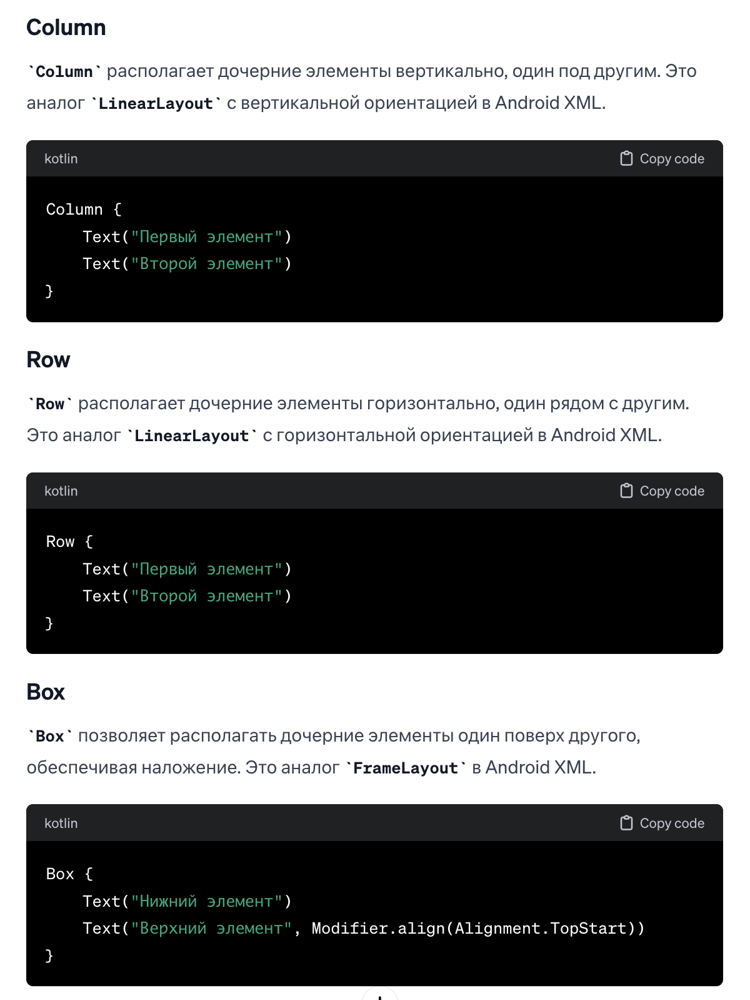 Column
`Column` располагает дочерние элементы вертикально, один под другим. Это
аналог `LinearLayout` с вертикальной ориентацией в Android XML.
kotlin Copy code
Column {
    Text("Первый элемент")
    Text("Второй элемент")
}
Row
`Row` располагает дочерние элементы горизонтально, один рядом с другим.
Это аналог `LinearLayout` с горизонтальной ориентацией в Android XML.
kotlin Copy code
Row {
    Text("Первый элемент")
    Text("Второй элемент")
}
Box
`Box` позволяет располагать дочерние элементы один поверх другого,
обеспечивая наложение. Это аналог `FrameLayout` в Android XML.
kotlin Copy code
Box {
    Text("Нижний элемент")
    Text("Верхний элемент", Modifier.align(Alignment.TopStart))
}